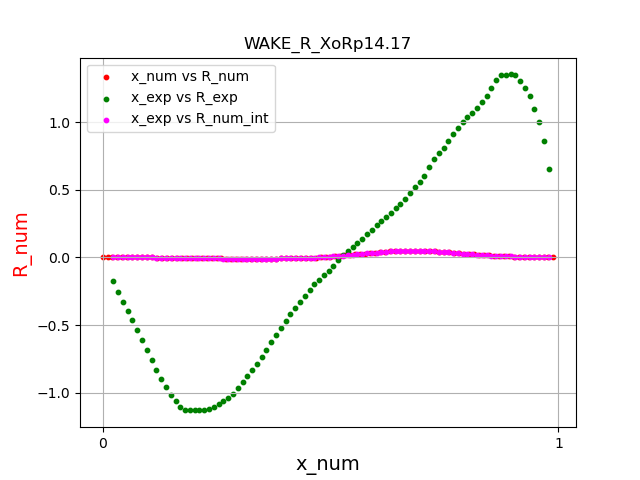 WAKE_R_XoRp14.17
x_num vs R_num
x_exp vs R_exp
x_exp vs R_num_int
R_num
1.0
0.5
0.0
−0.5
−1.0
0
1
x_num